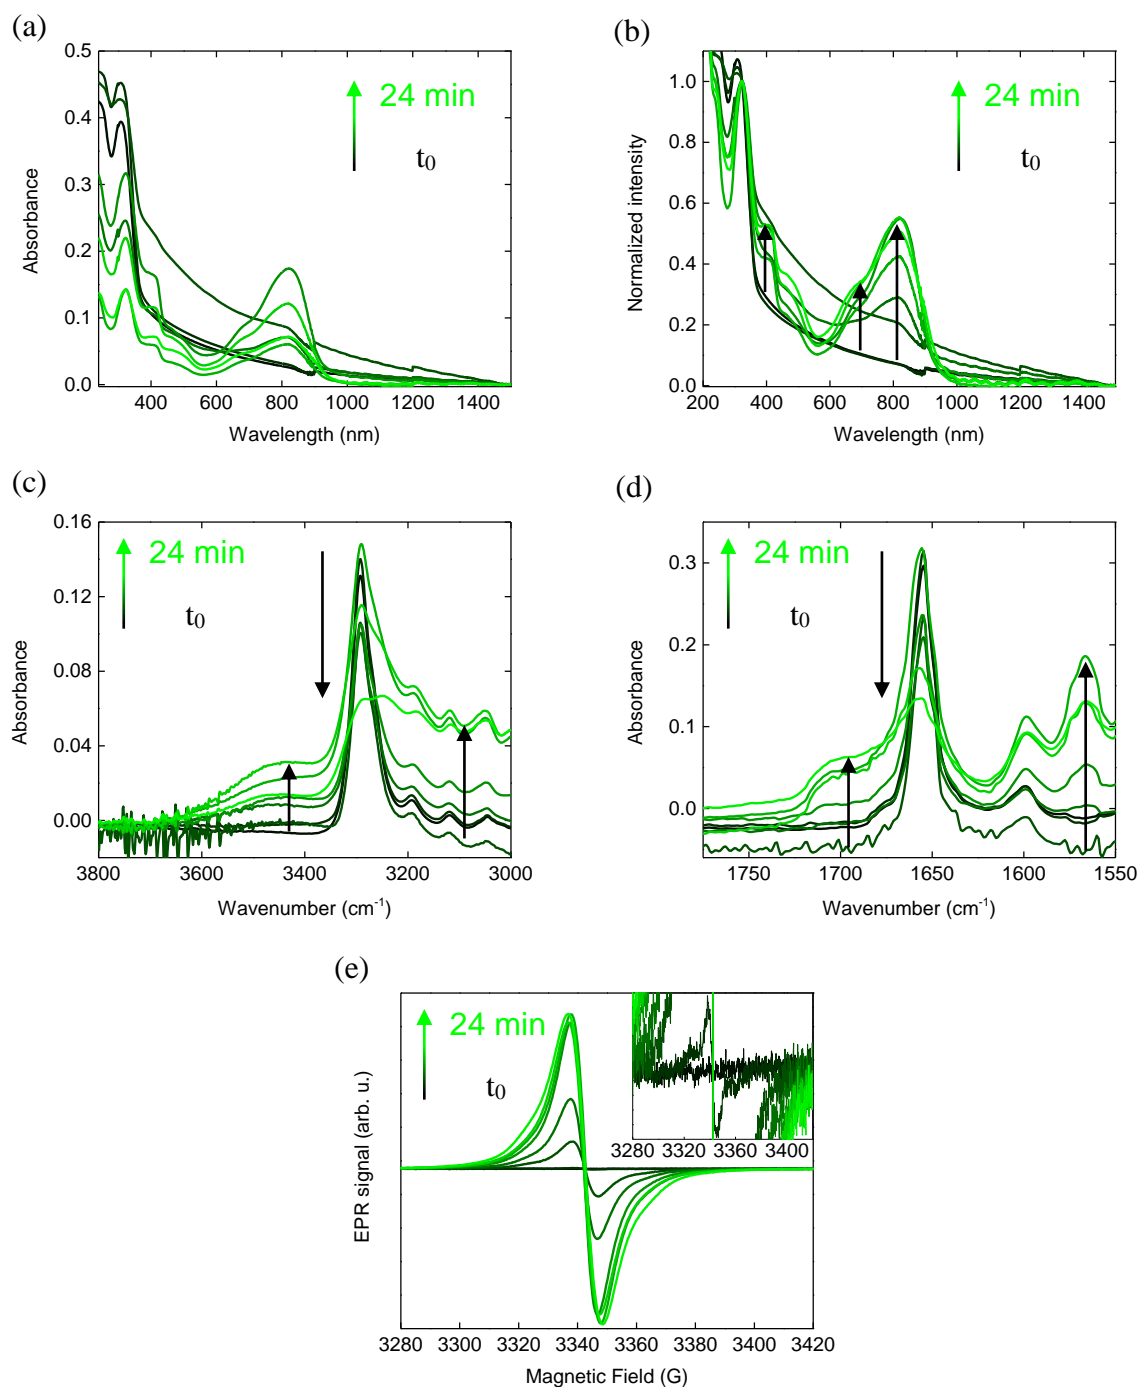 (a)
(b)
0.5
0.4
0.3
0.2
0.1
0.0
Absorbance
24 min
t0
400 600 800 1000 1200 1400
Wavelength (nm)
1.0
0.8
0.6
0.4
0.2
0.0
Normalized intensity
24 min
t0
200 400 600 800 1000 1200 1400
Wavelength (nm)
(c)
(d)
0.16
0.12
0.08
0.04
0.00
Absorbance
24 min
t0
3800 3600 3400 3200 3000
Wavenumber (cm-1)
0.3
0.2
0.1
0.0
Absorbance
24 min
t0
1750 1700 1650 1600 1550
Wavenumber (cm-1)
(e)
EPR signal (arb. u.)
24 min
t0
3280 3320 3360 3400
3280 3300 3320 3340 3360 3380 3400 3420
Magnetic Field (G)